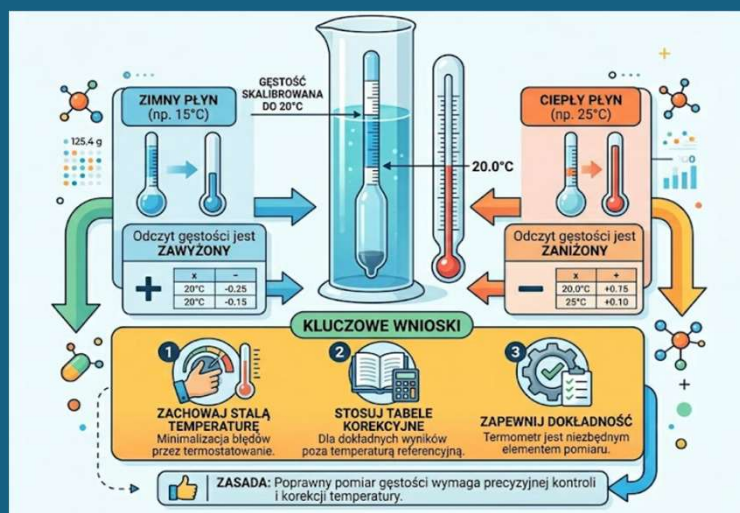 GĘSTOŚĆ
SKALIBROWANA
DO 20°C
ZIMNY PŁYN
(np. 15°C)
125,4 g
CIEPŁY PŁYN
(np. 25°C)
20.0°C
Odczyt gęstości jest
ZAWYŻONY
+
x –
20°C -0.25
20°C -0.15
Odczyt gęstości jest
ZANIŻONY
–
x +
20.0°C +0.75
25°C +0.10
KLUCZOWE WNIOSKI
1
ZACHOWAJ STAŁĄ
TEMPERATURĘ
Minimalizacja błędów
przez termostatowanie.
2
STOSUJ TABELE
KOREKCYJNE
Dla dokładnych wyników
poza temperaturą referencyjną.
3
ZAPEWNIJ DOKŁADNOŚĆ
Termometr jest niezbędnym
elementem pomiaru.
ZASADA: Poprawny pomiar gęstości wymaga precyzyjnej kontroli
i korekcji temperatury.